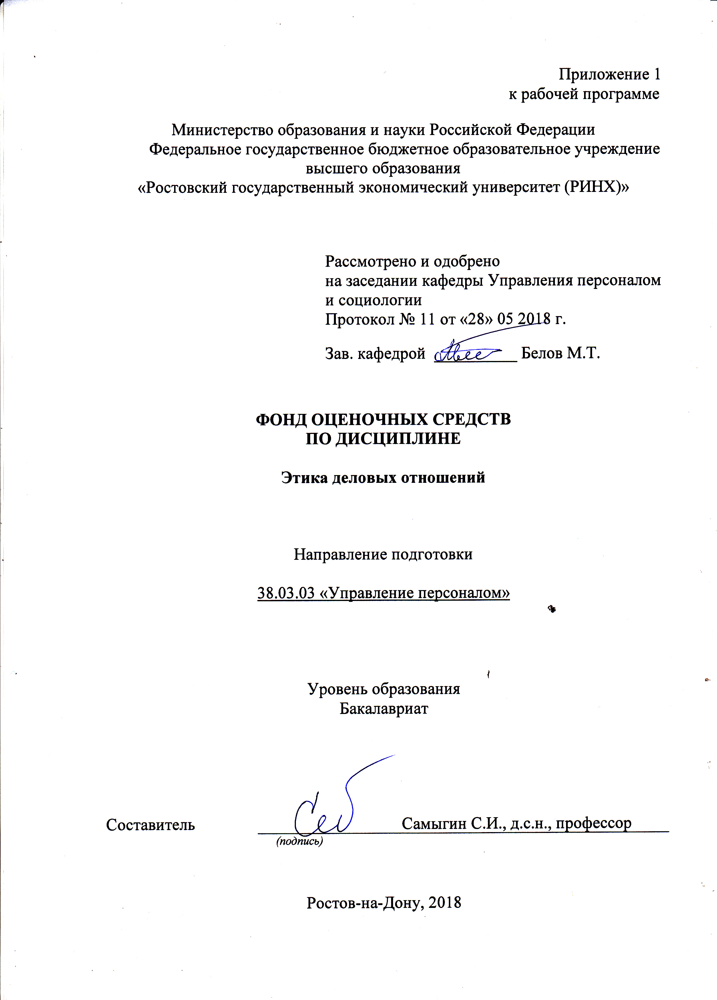 Приложение 1
к рабочей программе
Министерство образования и науки Российской Федерации
Федеральное государственное бюджетное образовательное учреждение
высшего образования
«Ростовский государственный экономический университет (РИНХ)»
Рассмотрено и одобрено
на заседании кафедры Управления персоналом
и социологии
Протокол № 11 от «28» 05 2018 г.
Зав. кафедрой Белов М.Т.
ФОНД ОЦЕНОЧНЫХ СРЕДСТВ
ПО ДИСЦИПЛИНЕ
Этика деловых отношений
Направление подготовки
38.03.03 «Управление персоналом»
Уровень образования
Бакалавриат
Составитель Самыгин С.И., д.с.н., профессор
(подпись)
Ростов-на-Дону, 2018